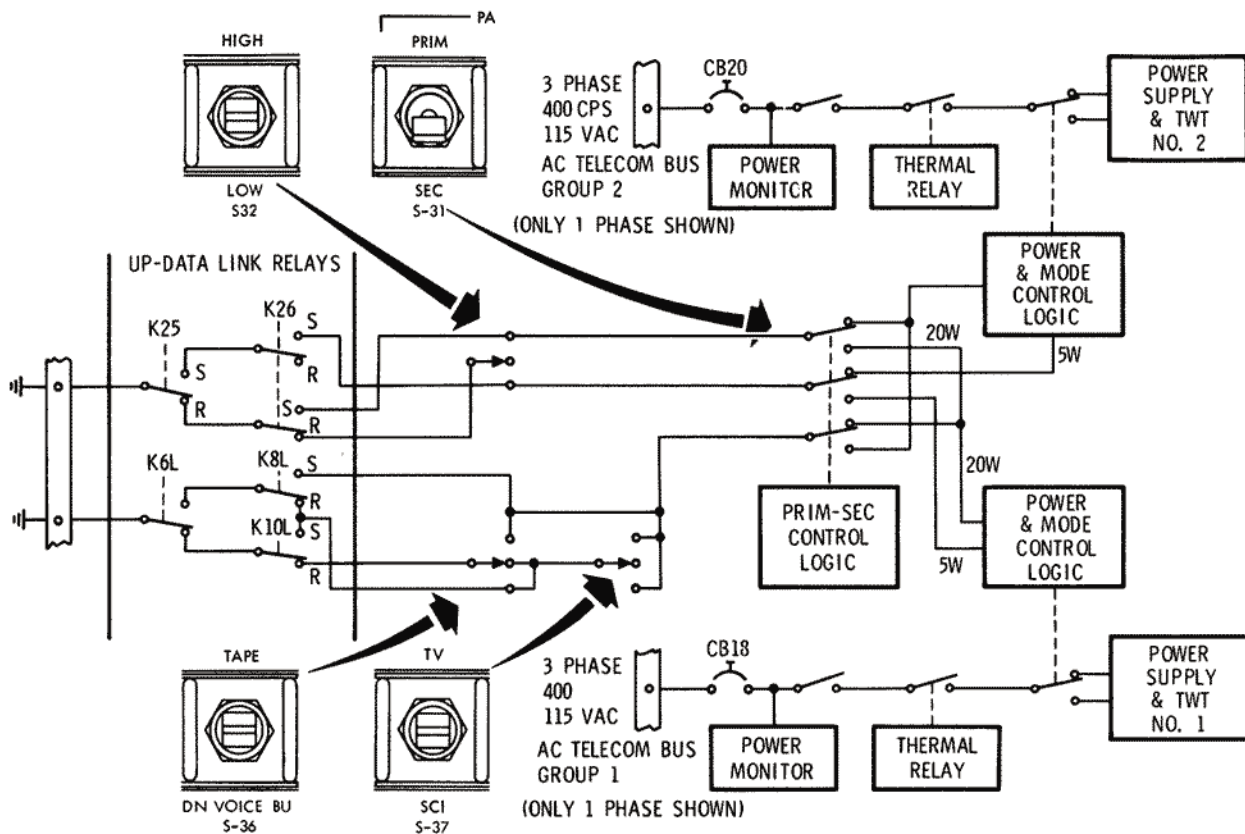 PA
HIGH
LOW
S32
PRIM
SEC
S-31
3 PHASE
400 CPS
115 VAC
AC TELECOM BUS
GROUP 2
(ONLY 1 PHASE SHOWN)
CB20
POWER
MONITOR
THERMAL
RELAY
POWER
SUPPLY
& TWT
NO. 2
UP-DATA LINK RELAYS
K25
K26
S
R
S
R
S
R
K6L
K8L
S
R
K10L
S
R
POWER
& MODE
CONTROL
LOGIC
20W
5W
PRIM-SEC
CONTROL
LOGIC
20W
5W
POWER
& MODE
CONTROL
LOGIC
TAPE
DN VOICE BU
S-36
TV
SCI
S-37
3 PHASE
400
115 VAC
AC TELECOM BUS
GROUP 1
(ONLY 1 PHASE SHOWN)
CB18
POWER
MONITOR
THERMAL
RELAY
POWER
SUPPLY
& TWT
NO. 1